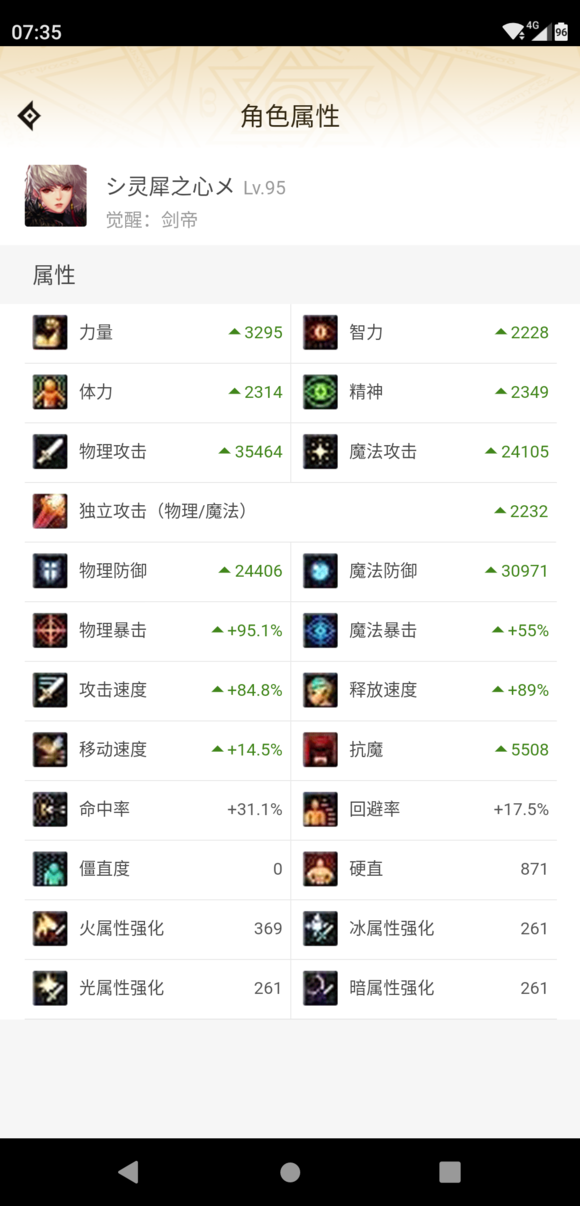 07:35
4G
96
角色属性
シ灵犀之心メ Lv.95
觉醒：剑帝
属性
力量 3295 智力 2228
体力 2314 精神 2349
物理攻击 35464 魔法攻击 24105
独立攻击（物理/魔法） 2232
物理防御 24406 魔法防御 30971
物理暴击 +95.1% 魔法暴击 +55%
攻击速度 +84.8% 释放速度 +89%
移动速度 +14.5% 抗魔 5508
命中率 +31.1% 回避率 +17.5%
僵直度 0 硬直 871
火属性强化 369 冰属性强化 261
光属性强化 261 暗属性强化 261